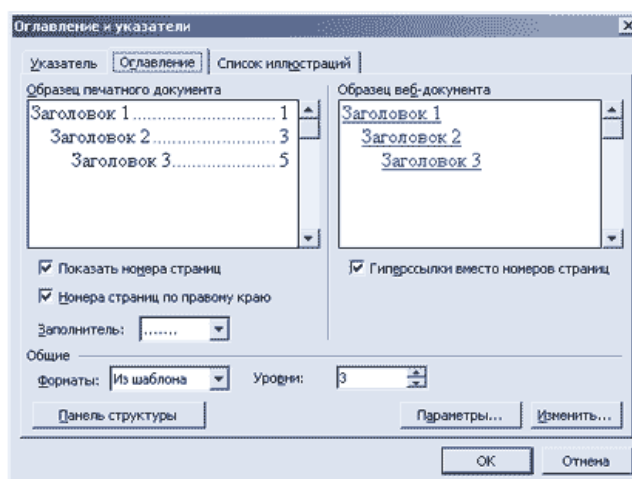 Оглавление и указатели
Указатель Оглавление Список иллюстраций
Образец печатного документа
Заголовок 1........................ 1
Заголовок 2..................... 3
Заголовок 3.................. 5
Образец веб-документа
Заголовок 1
Заголовок 2
Заголовок 3
Показать номера страниц
Номера страниц по правому краю
Заполнитель: .......
Гиперссылки вместо номеров страниц
Общие
Форматы: Из шаблона Уровни: 3
Панель структуры Параметры... Изменить...
ОК Отмена